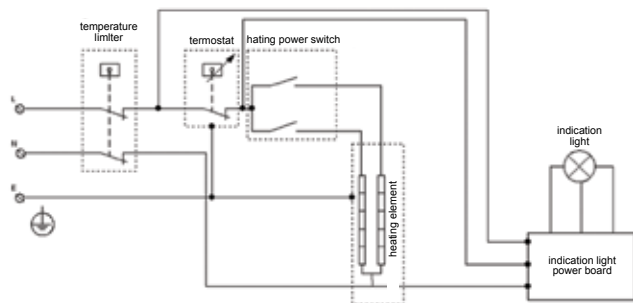 temperature
limlter
termostat
hating power switch
L
N
E
heating element
indication
light
indication light
power board